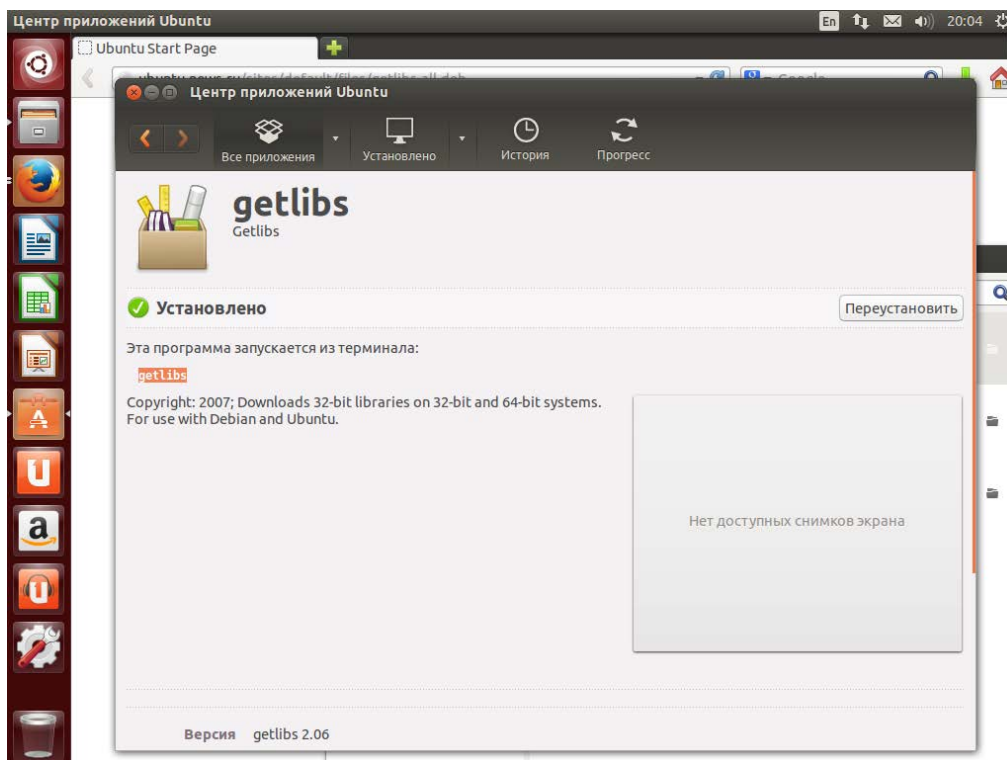 Центр приложений Ubuntu
En
20:04
Ubuntu Start Page
Центр приложений Ubuntu
Все приложения
Установлено
История
Прогресс
getlibs
Getlibs
Установлено
Переустановить
Эта программа запускается из терминала:
getlibs
Copyright: 2007; Downloads 32-bit libraries on 32-bit and 64-bit systems.
For use with Debian and Ubuntu.
Нет доступных снимков экрана
Версия getlibs 2.06